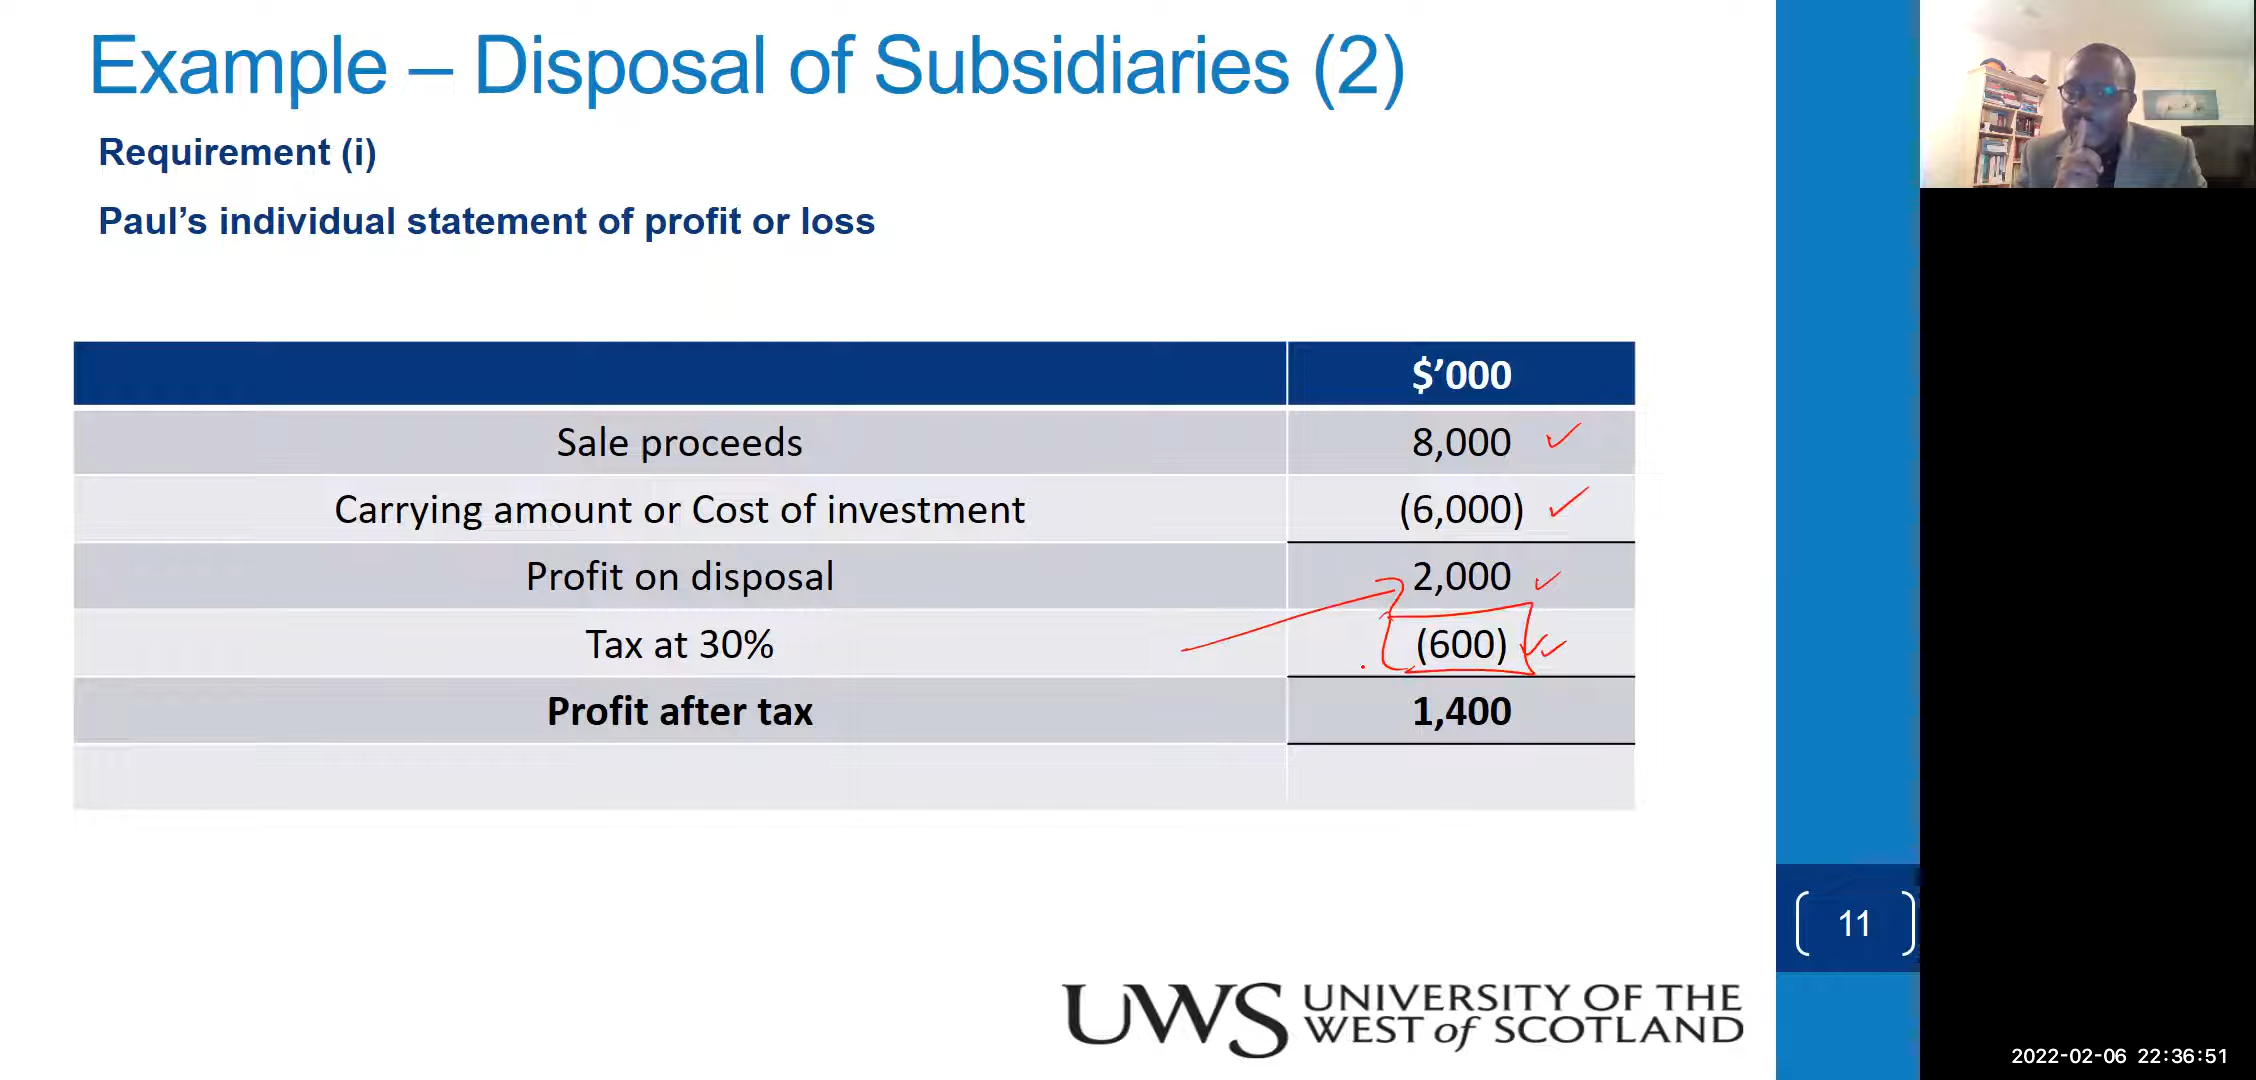 Example – Disposal of Subsidiaries (2)
Requirement (i)
Paul's individual statement of profit or loss
$'000
Sale proceeds 8,000
Carrying amount or Cost of investment (6,000)
Profit on disposal 2,000
Tax at 30% (600)
Profit after tax 1,400
11
UWS UNIVERSITY OF THE
WEST of SCOTLAND
2022-02-06 22:36:51